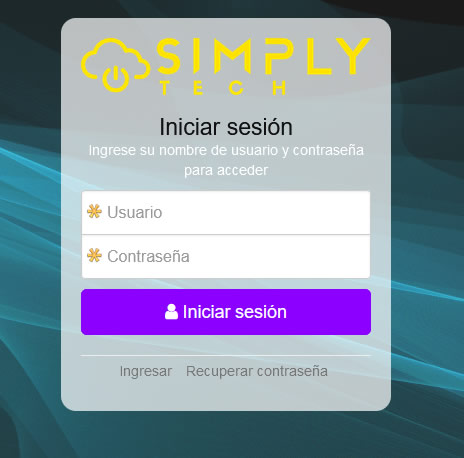 SIMPLY
TECH
Iniciar sesión
Ingrese su nombre de usuario y contraseña
para acceder
Usuario
Contraseña
Iniciar sesión
Ingresar Recuperar contraseña